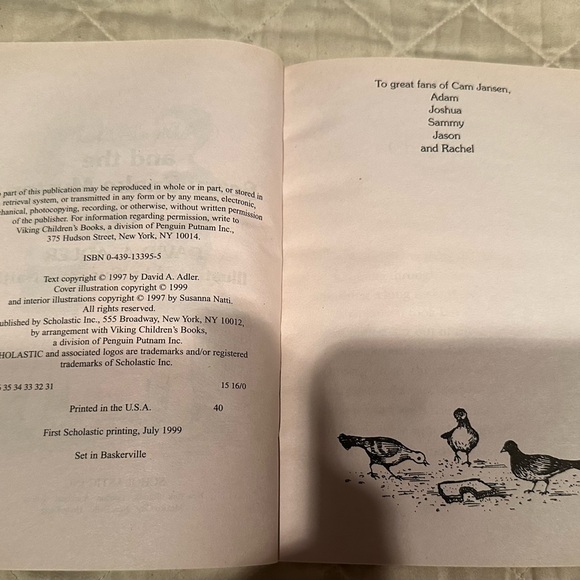 part of this publication may be reproduced in whole or in part, or stored in
retrieval system, or transmitted in any form or by any means, electronic,
hanical, photocopying, recording, or otherwise, without written permission
of the publisher. For information regarding permission, write to
Viking Children's Books, a division of Penguin Putnam Inc.,
375 Hudson Street, New York, NY 10014.
ISBN 0-439-13395-5
Text copyright © 1997 by David A. Adler.
Cover illustration copyright © 1999
and interior illustrations copyright © 1997 by Susanna Natti.
All rights reserved.
ublished by Scholastic Inc., 555 Broadway, New York, NY 10012,
by arrangement with Viking Children's Books,
a division of Penguin Putnam Inc.
HOLASTIC and associated logos are trademarks and/or registered
trademarks of Scholastic Inc.
35 34 33 32 31 15 16/0
Printed in the U.S.A. 40
First Scholastic printing, July 1999
Set in Baskerville
To great fans of Cam Jansen,
Adam
Joshua
Sammy
Jason
and Rachel